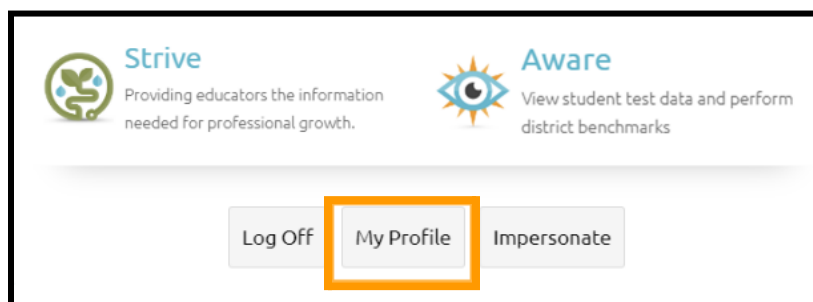 Strive
Providing educators the information
needed for professional growth.
Aware
View student test data and perform
district benchmarks
Log Off
My Profile
Impersonate